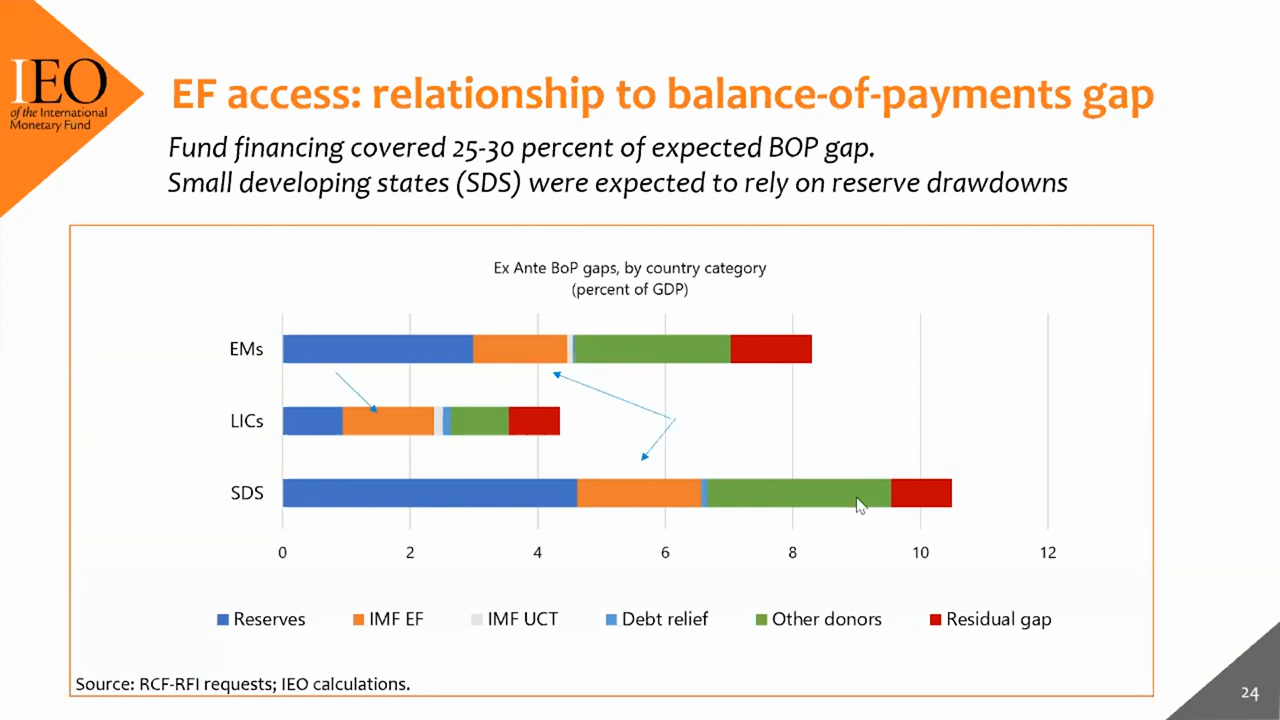 IEO
of the International
Monetary Fund
EF access: relationship to balance-of-payments gap
Fund financing covered 25-30 percent of expected BOP gap.
Small developing states (SDS) were expected to rely on reserve drawdowns
Ex Ante BoP gaps, by country category
(percent of GDP)
EMs
LICs
SDS
0 2 4 6 8 10 12
Reserves IMF EF IMF UCT Debt relief Other donors Residual gap
Source: RCF-RFI requests; IEO calculations.
24